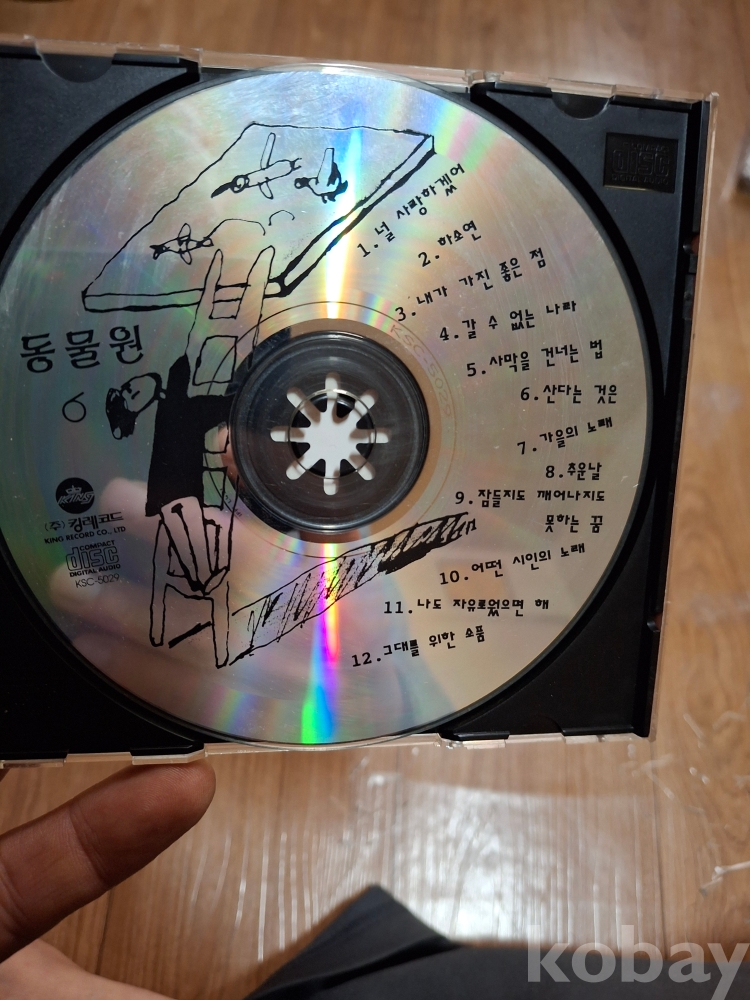 동물원
6
(주) 킹레코드
KING RECORD CO., LTD
COMPACT
disc
DIGITAL AUDIO
KSC-5029
1. 널 사랑하겠어
2. 하소연
3. 내가 가진 좋은 점
4. 갈 수 없는 나라
5. 사막을 건너는 법
6. 산다는 것은
7. 가을의 노래
8. 추운날
9. 잠들지도 깨어나지도
못하는 꿈
10. 어떤 시인의 노래
11. 나도 자유로웠으면 해
12. 그대를 위한 소품
KSC-5029
kobay